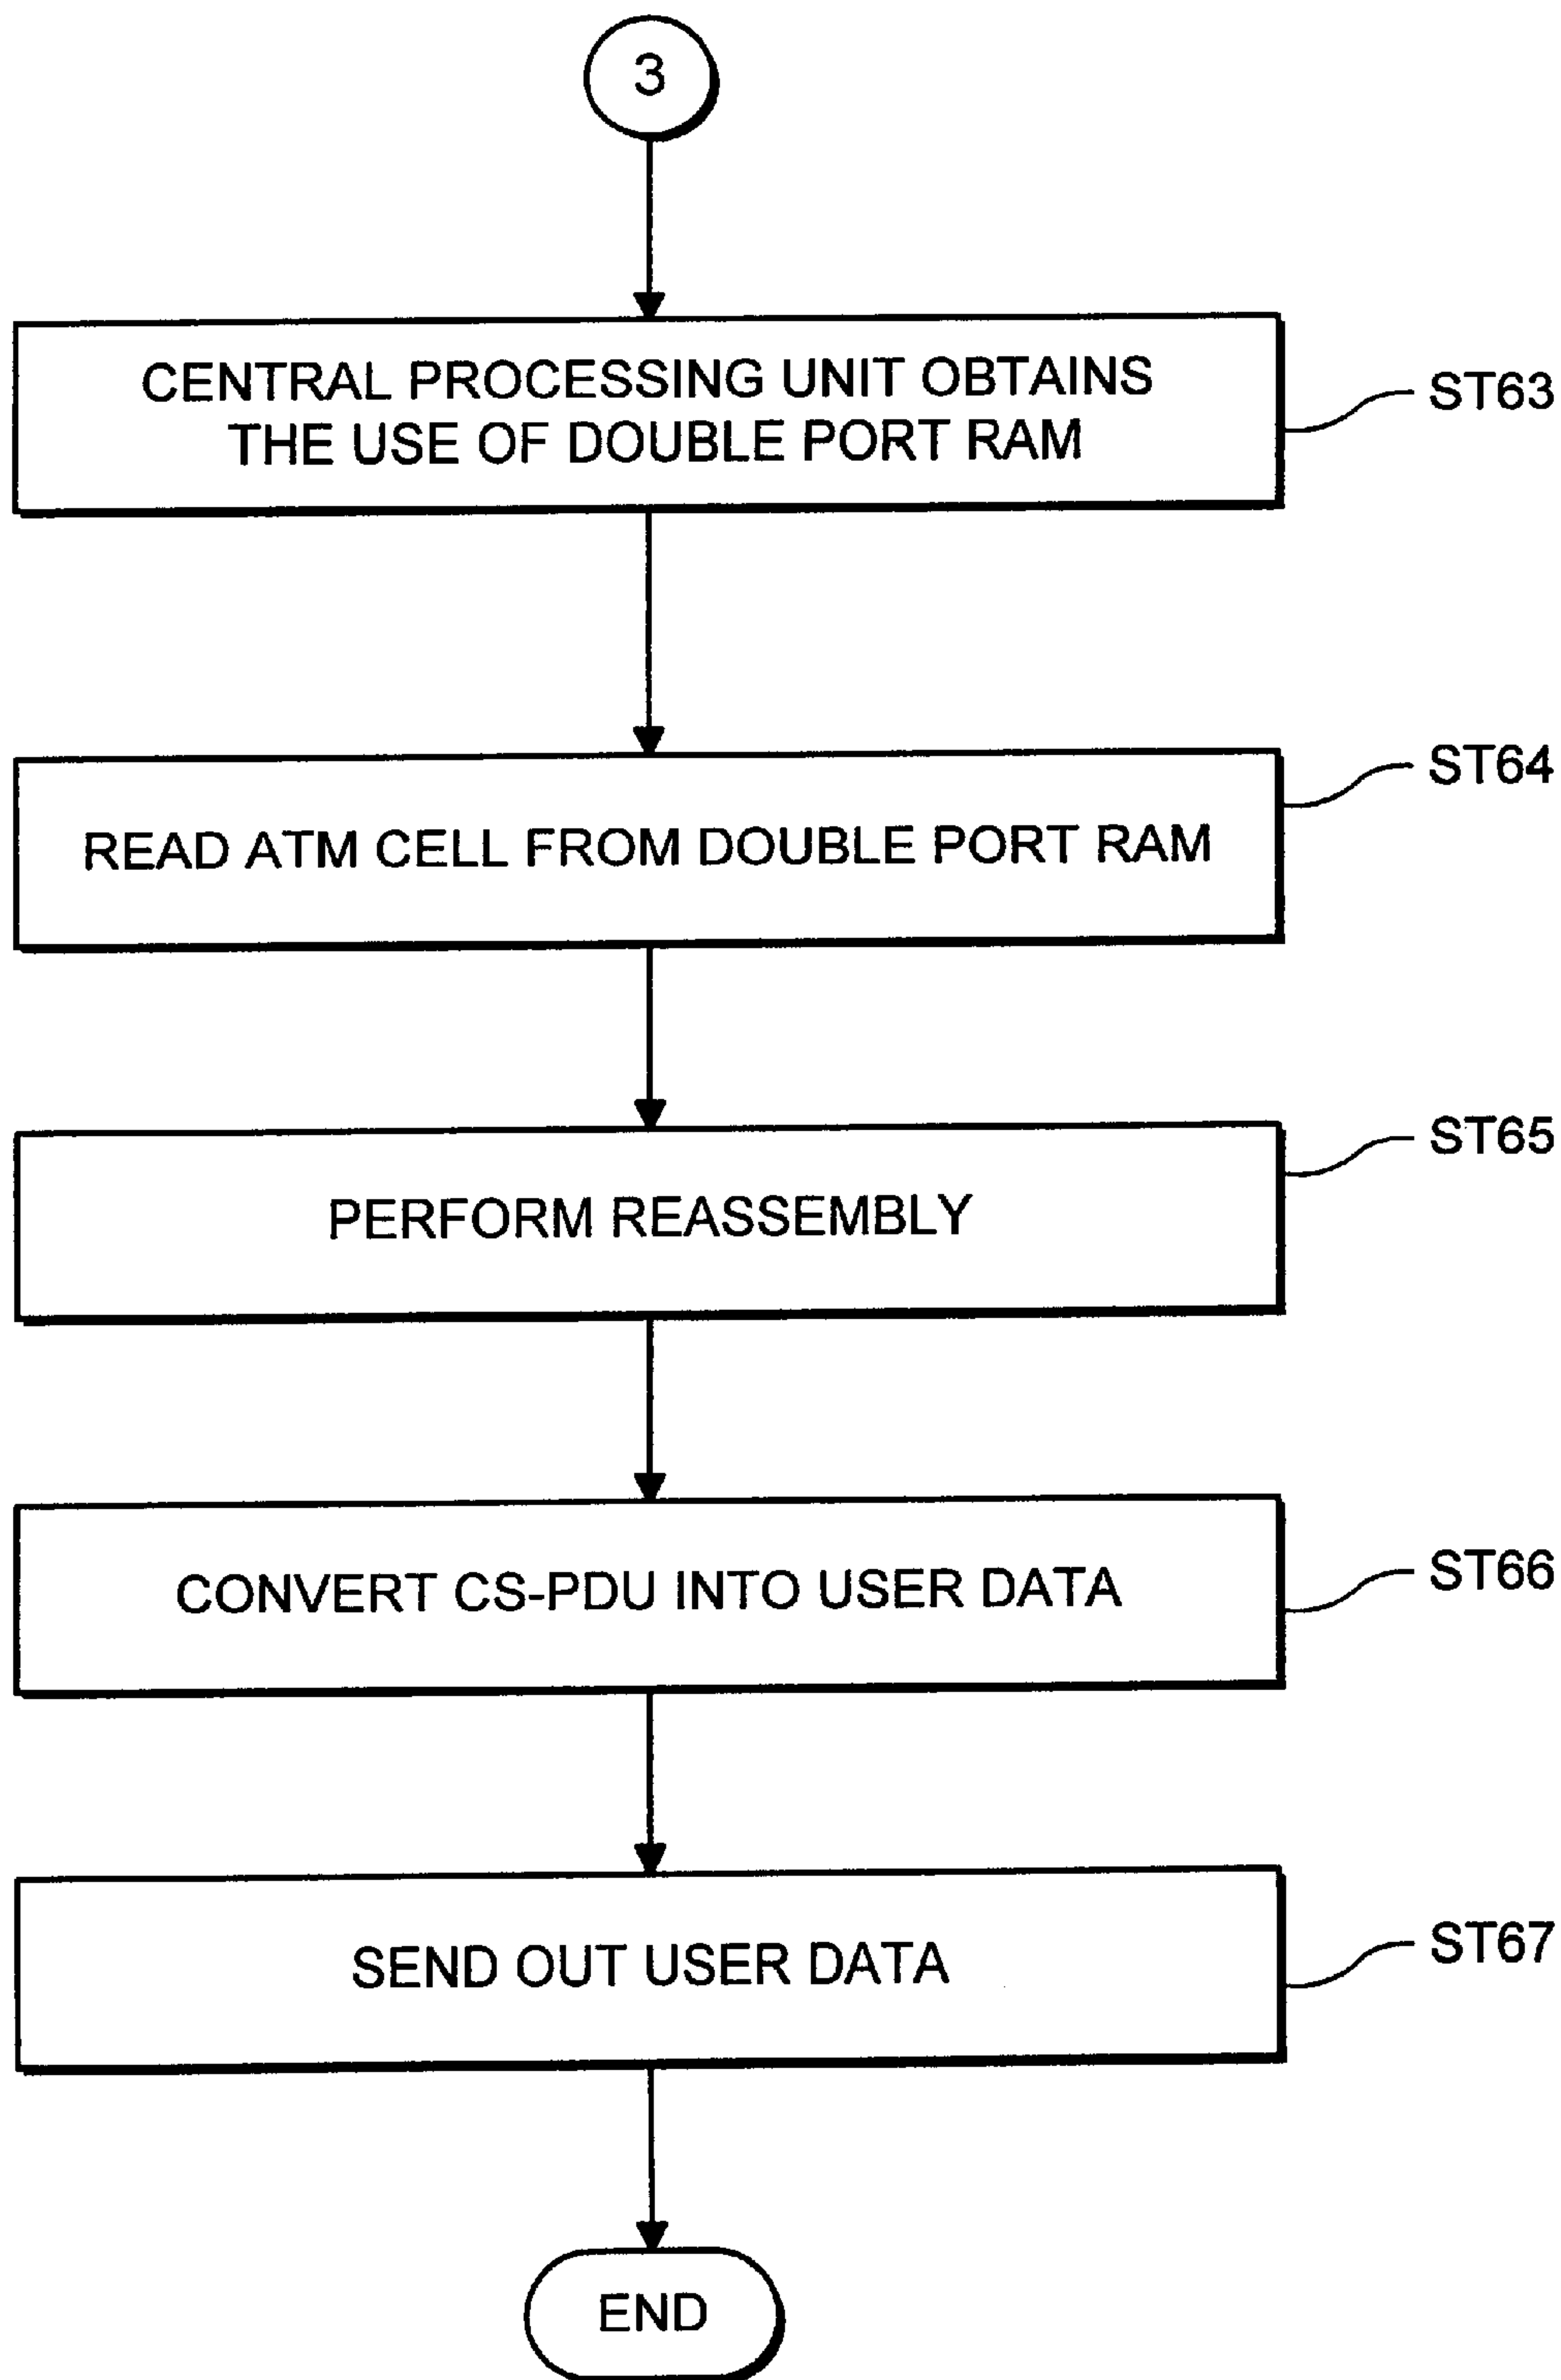 3
CENTRAL PROCESSING UNIT OBTAINS
THE USE OF DOUBLE PORT RAM
ST63
READ ATM CELL FROM DOUBLE PORT RAM
ST64
PERFORM REASSEMBLY
ST65
CONVERT CS-PDU INTO USER DATA
ST66
SEND OUT USER DATA
ST67
END